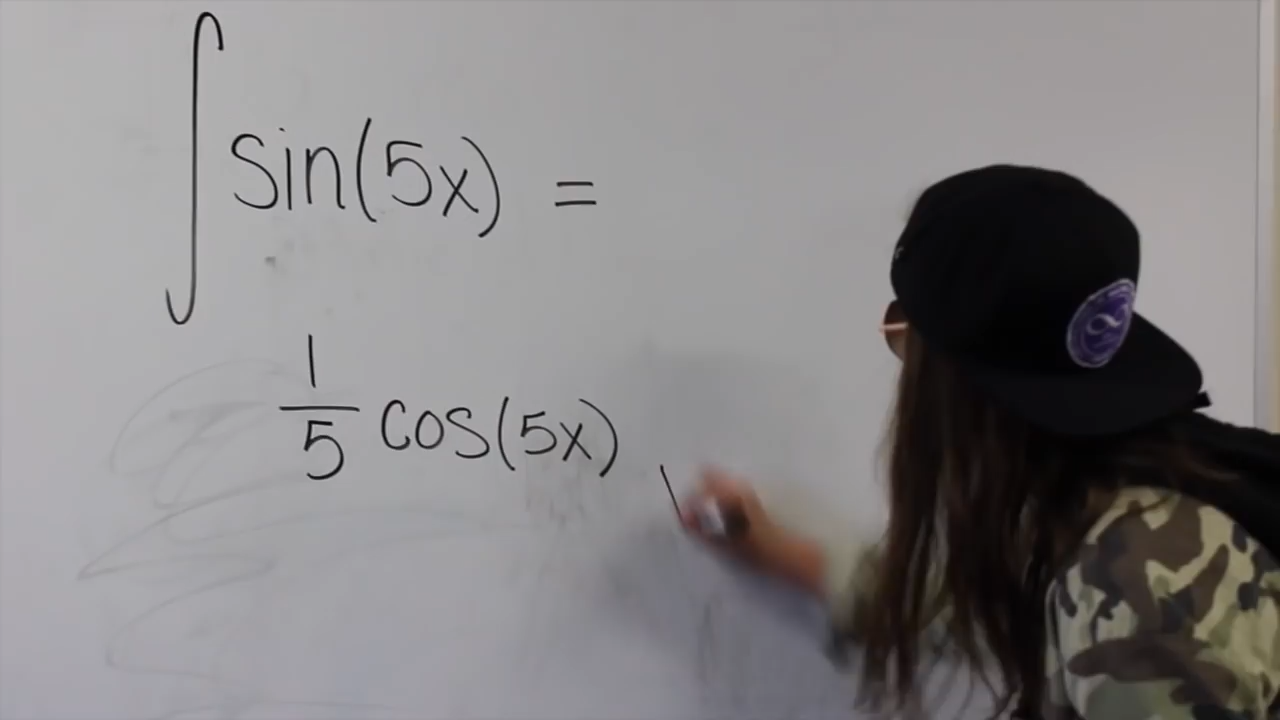 ∫ sin(5x) =
1/5 cos(5x)